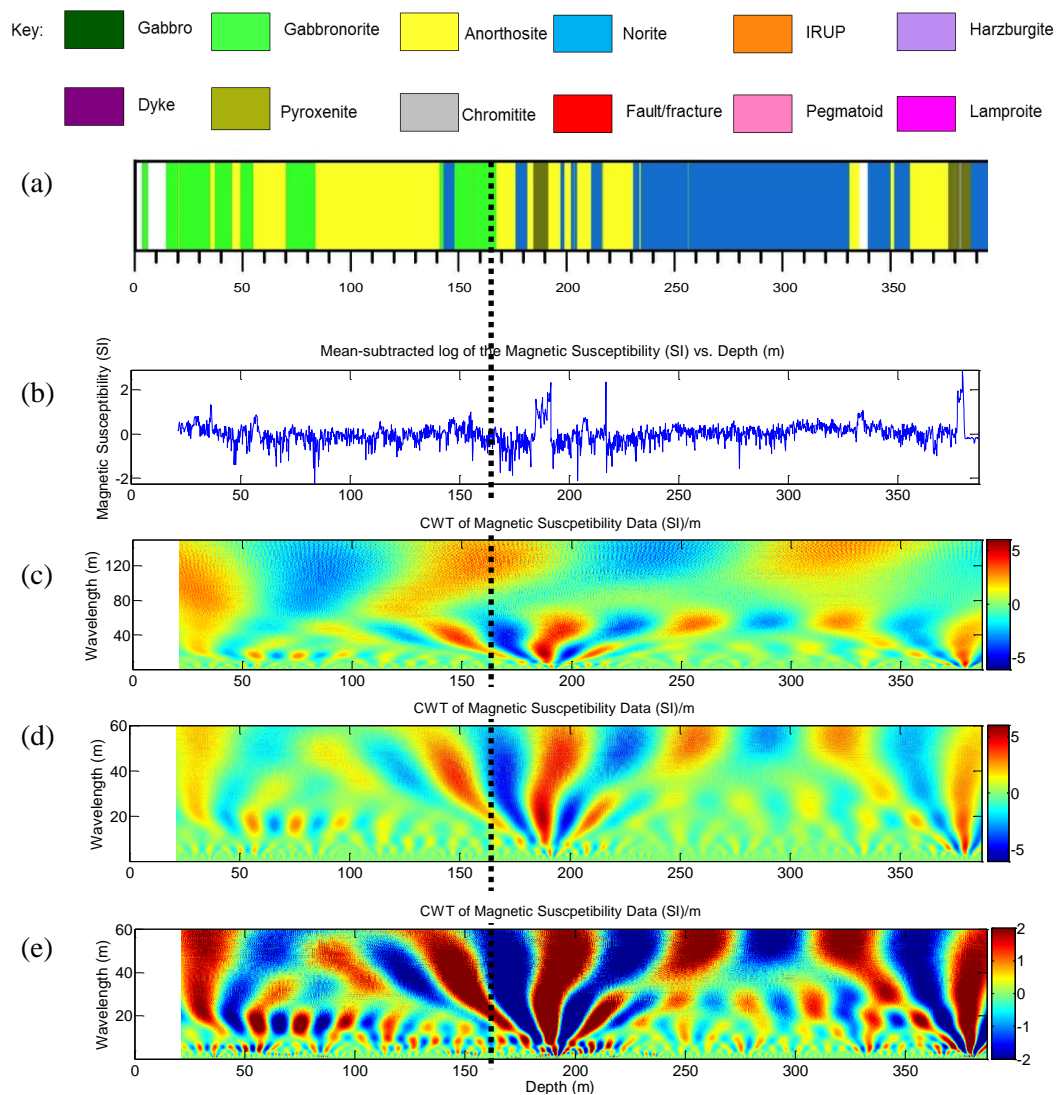 Key: Gabbro Gabbronorite Anorthosite Norite IRUP Harzburgite
Dyke Pyroxenite Chromitite Fault/fracture Pegmatoid Lamproite
(a)
0 50 100 150 200 250 300 350
Mean-subtracted log of the Magnetic Susceptibility (SI) vs. Depth (m)
(b)
Magnetic Susceptibility (SI)
2
0
-2
0 50 100 150 200 250 300 350
CWT of Magnetic Suscpetibility Data (SI)/m
(c)
Wavelength (m)
120
80
40
0 50 100 150 200 250 300 350
5
0
-5
CWT of Magnetic Suscpetibility Data (SI)/m
(d)
Wavelength (m)
60
40
20
0 50 100 150 200 250 300 350
5
0
-5
CWT of Magnetic Suscpetibility Data (SI)/m
(e)
Wavelength (m)
60
40
20
0 50 100 150 200 250 300 350
2
1
0
-1
-2
Depth (m)